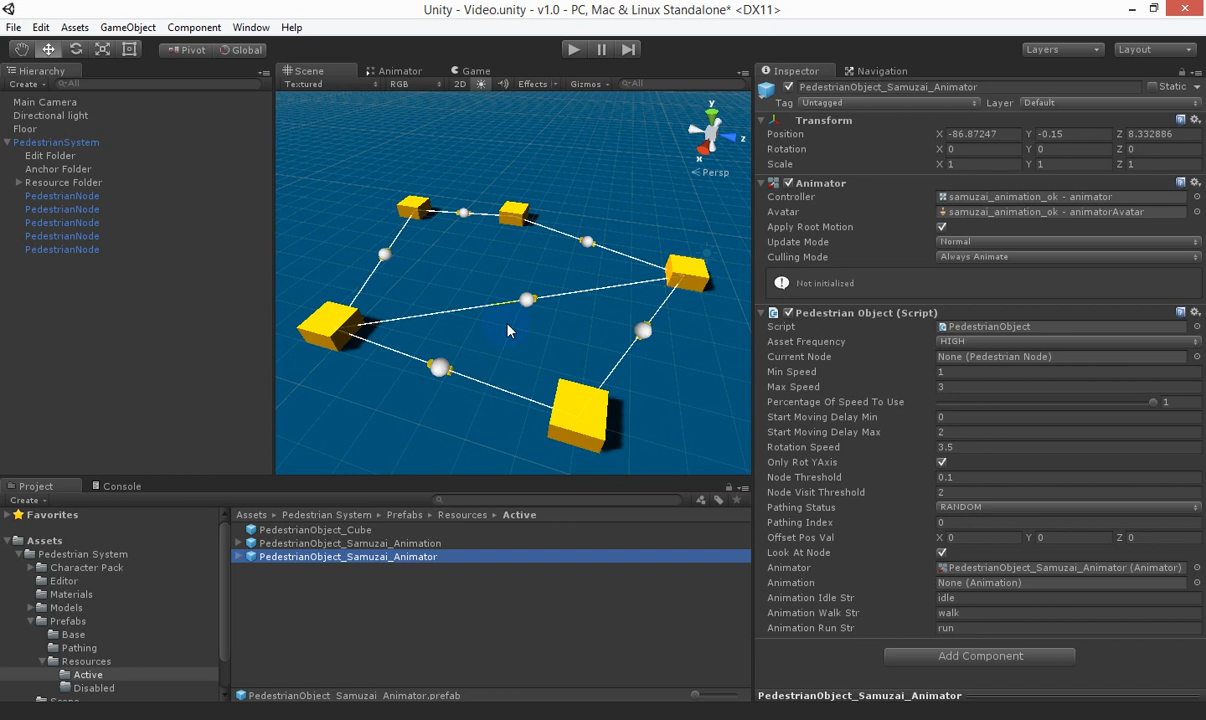 Unity - Video.unity - v1.0 - PC, Mac & Linux Standalone* <DX11>
File Edit Assets GameObject Component Window Help
Pivot Global Layers Layout
Hierarchy
Create All
Main Camera
Directional light
Floor
PedestrianSystem
Edit Folder
Anchor Folder
Resource Folder
PedestrianNode
PedestrianNode
PedestrianNode
PedestrianNode
PedestrianNode
Scene Animator Game
Textured RGB 2D Effects Gizmos All
y
z
x
Persp
Inspector Navigation
PedestrianObject_Samuzai_Animator Static
Tag Untagged Layer Default
Transform
Position X -86.87247 Y -0.15 Z 8.332886
Rotation X 0 Y 0 Z 0
Scale X 1 Y 1 Z 1
Animator
Controller samuzai_animation_ok - animator
Avatar samuzai_animation_ok - animatorAvatar
Apply Root Motion
Update Mode Normal
Culling Mode Always Animate
Not initialized
Pedestrian Object (Script)
Script PedestrianObject
Asset Frequency HIGH
Current Node None (Pedestrian Node)
Min Speed 1
Max Speed 3
Percentage Of Speed To Use 1
Start Moving Delay Min 0
Start Moving Delay Max 2
Rotation Speed 3.5
Only Rot YAxis
Node Threshold 0.1
Node Visit Threshold 2
Pathing Status RANDOM
Pathing Index 0
Offset Pos Val X 0 Y 0 Z 0
Look At Node
Animator PedestrianObject_Samuzai_Animator (Animator)
Animation None (Animation)
Animation Idle Str idle
Animation Walk Str walk
Animation Run Str run
Add Component
PedestrianObject_Samuzai_Animator
Project Console
Create
Favorites
Assets
Pedestrian System
Character Pack
Editor
Materials
Models
Prefabs
Base
Pathing
Resources
Active
Disabled
Assets Pedestrian System Prefabs Resources Active
PedestrianObject_Cube
PedestrianObject_Samuzai_Animation
PedestrianObject_Samuzai_Animator
PedestrianObject_Samuzai_Animator.prefab